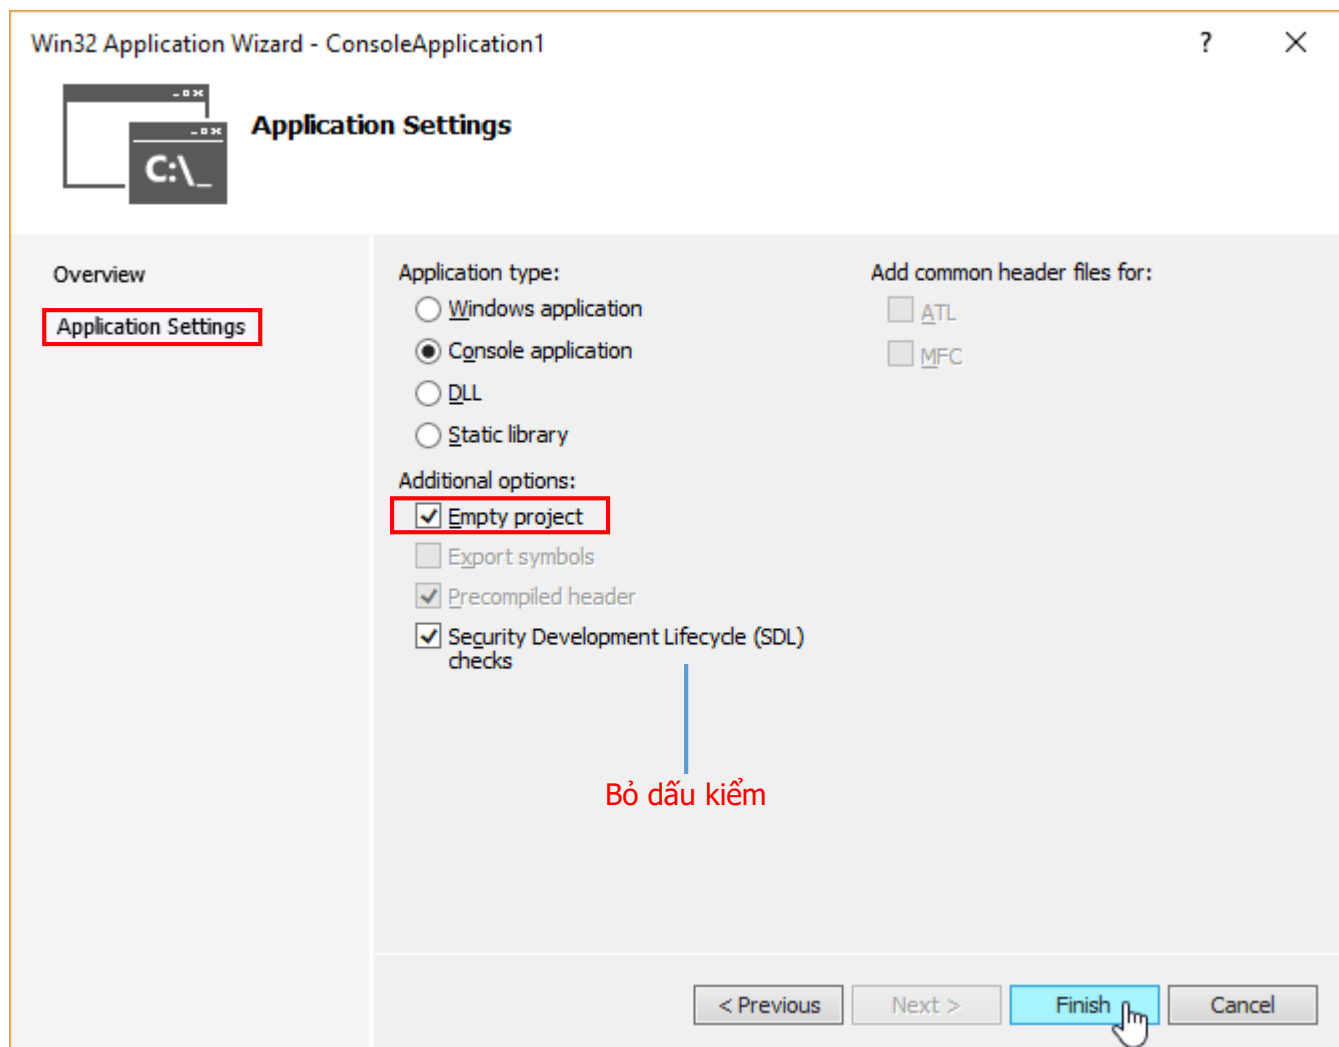 Win32 Application Wizard - ConsoleApplication1
?
C:\_
Application Settings
Overview
Application Settings
Application type:
Windows application
Console application
DLL
Static library
Additional options:
Empty project
Export symbols
Precompiled header
Security Development Lifecycle (SDL)
checks
Bỏ dấu kiểm
Add common header files for:
ATL
MFC
< Previous
Next >
Finish
Cancel